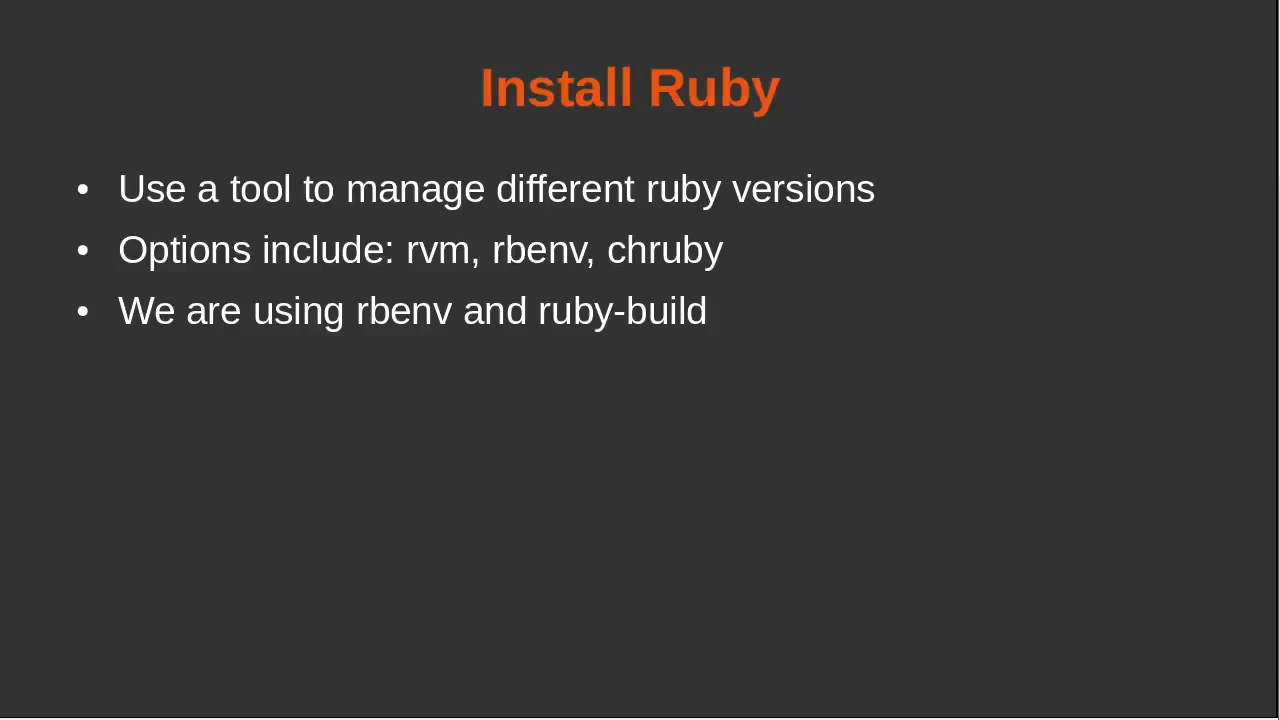 Install Ruby
• Use a tool to manage different ruby versions
• Options include: rvm, rbenv, chruby
• We are using rbenv and ruby-build